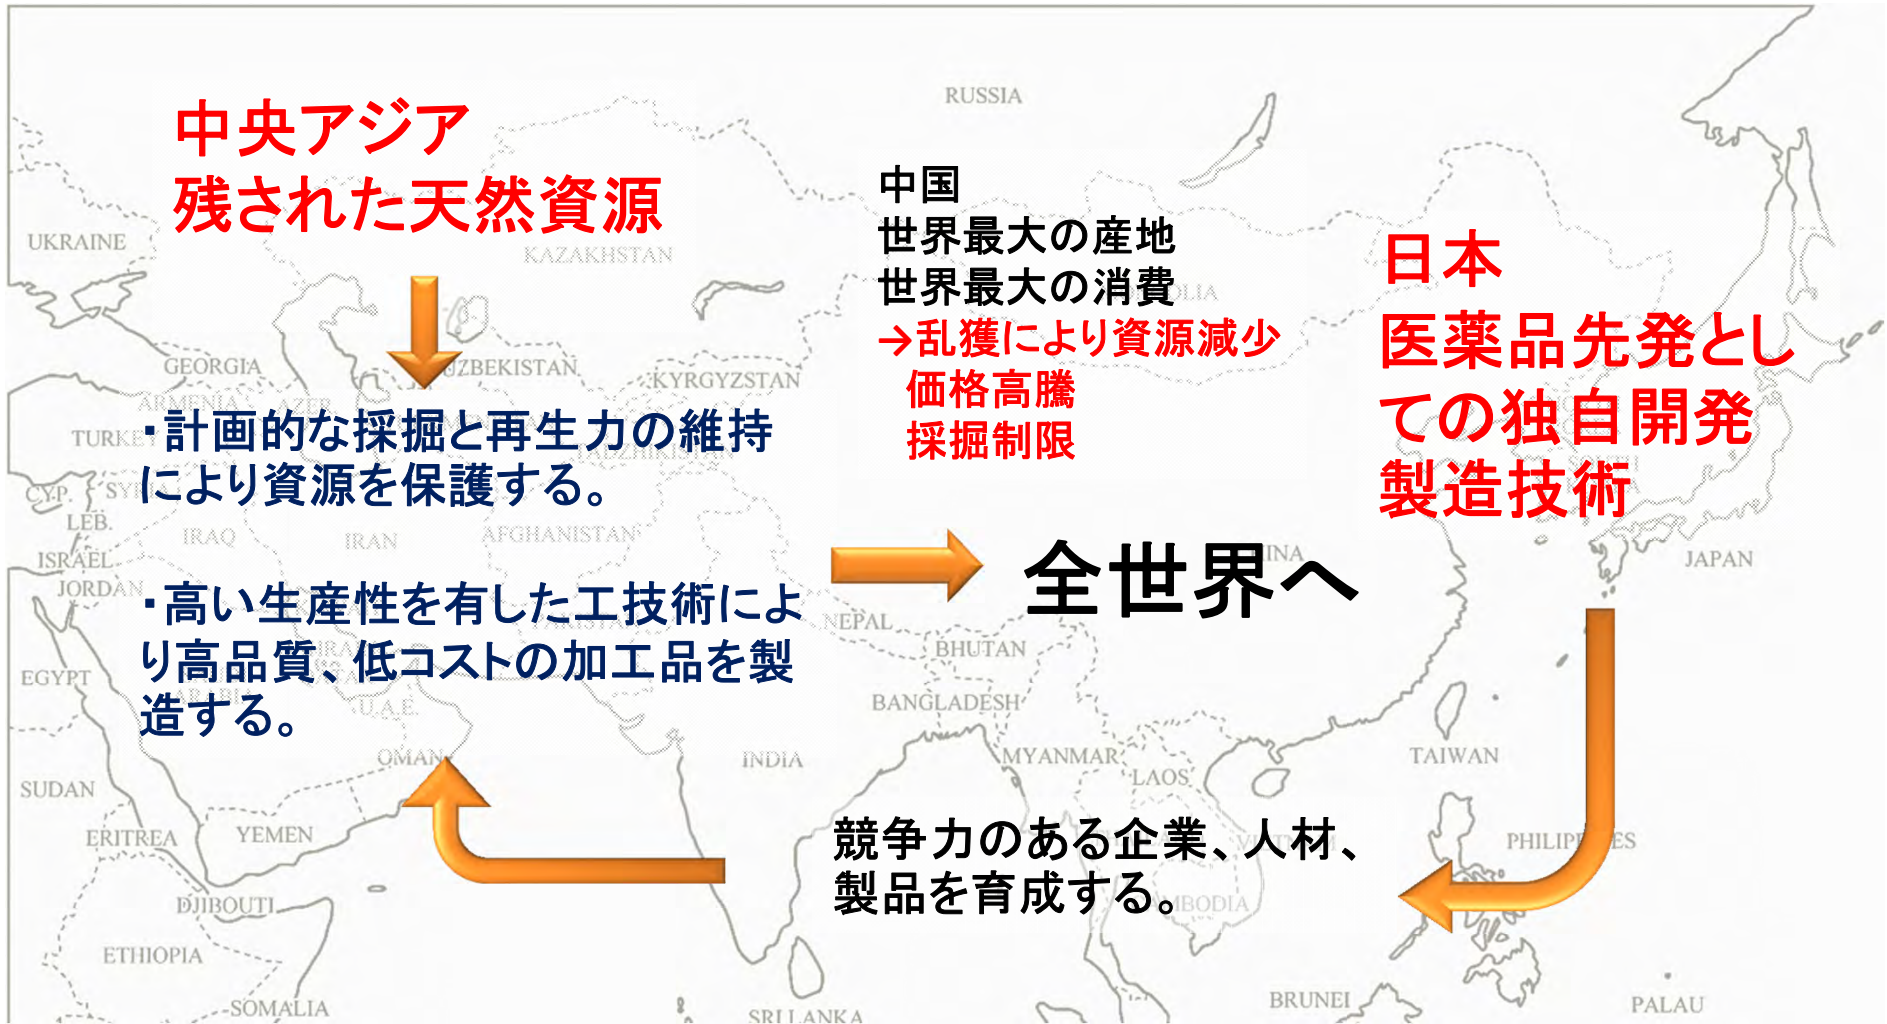 RUSSIA
中央アジア
残された天然資源
UKRAINE
KAZAKHSTAN
中国
世界最大の産地
世界最大の消費
→乱獲により資源減少
価格高騰
採掘制限
日本
医薬品先発とし
ての独自開発
製造技術
GEORGIA
UZBEKISTAN
KYRGYZSTAN
・計画的な採掘と再生力の維持
により資源を保護する。
LEB.
IRAQ
IRAN
AFGHANISTAN
ISRAEL
JORDAN
・高い生産性を有した工技術によ
り高品質、低コストの加工品を製
造する。
全世界へ
JAPAN
NEPAL
BHUTAN
EGYPT
BANGLADESH
U.A.E.
OMAN
INDIA
MYANMAR
LAOS
TAIWAN
SUDAN
ERITREA
YEMEN
PHILIPPINES
競争力のある企業、人材、
製品を育成する。
DJIBOUTI
ETHIOPIA
SOMALIA
SRI LANKA
BRUNEI
PALAU